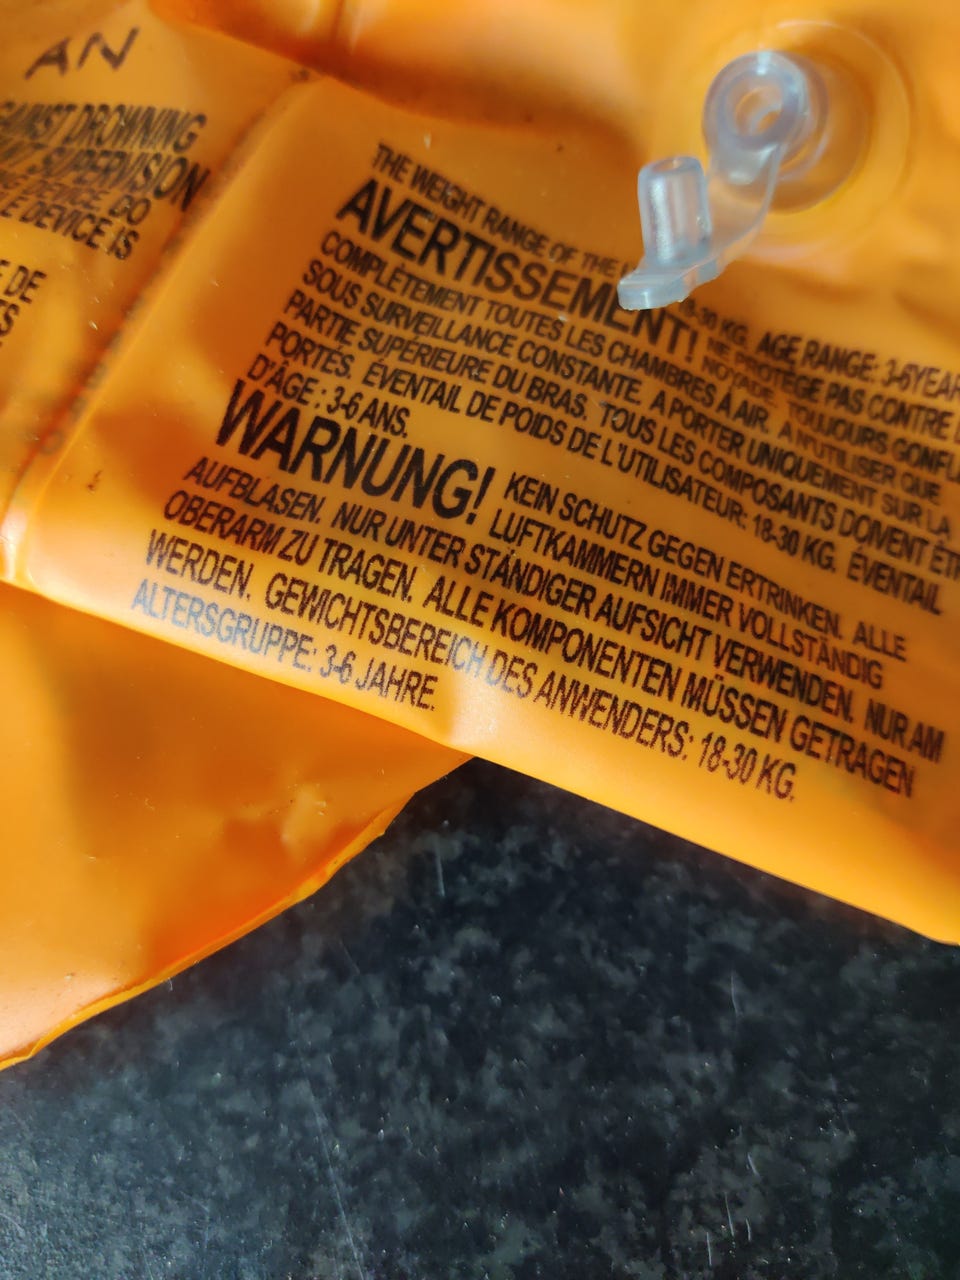 AN
DROWNING
SUPERVISION
DO
DEVICE IS
DE
THE WEIGHT RANGE OF THE 18-30 KG. AGE RANGE: 3-6YEAR
AVERTISSEMENT! NE PROTÈGE PAS CONTRE
NOYADE. TOUJOURS GONFL
COMPLÈTEMENT TOUTES LES CHAMBRES À AIR. A N'UTILISER QUE
SOUS SURVEILLANCE CONSTANTE. A PORTER UNIQUEMENT SUR LA
PARTIE SUPÉRIEURE DU BRAS. TOUS LES COMPOSANTS DOIVENT ÊT
PORTÉS. ÉVENTAIL DE POIDS DE L'UTILISATEUR: 18-30 KG. ÉVENTAIL
D'ÂGE : 3-6 ANS.
WARNUNG! KEIN SCHUTZ GEGEN ERTRINKEN. ALLE
LUFTKAMMERN IMMER VOLLSTÄNDIG
AUFBLASEN. NUR UNTER STÄNDIGER AUFSICHT VERWENDEN. NUR AM
OBERARM ZU TRAGEN. ALLE KOMPONENTEN MÜSSEN GETRAGEN
WERDEN. GEWICHTSBEREICH DES ANWENDERS: 18-30 KG.
ALTERSGRUPPE: 3-6 JAHRE.